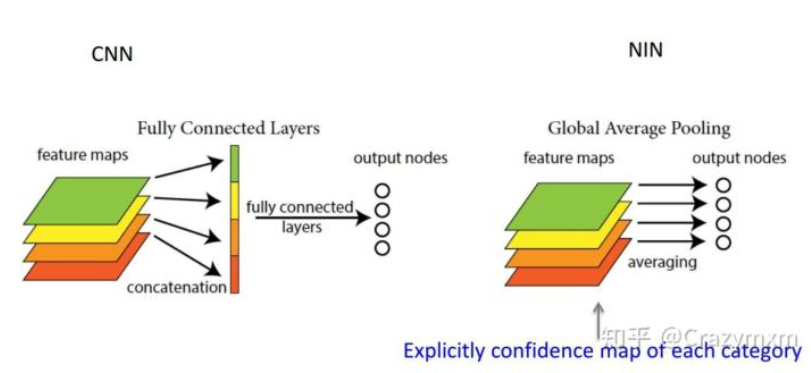 CNN
NIN
Fully Connected Layers
feature maps
output nodes
fully connected
layers
concatenation
Global Average Pooling
feature maps
output nodes
averaging
知乎 @Crazymxm
Explicitly confidence map of each category